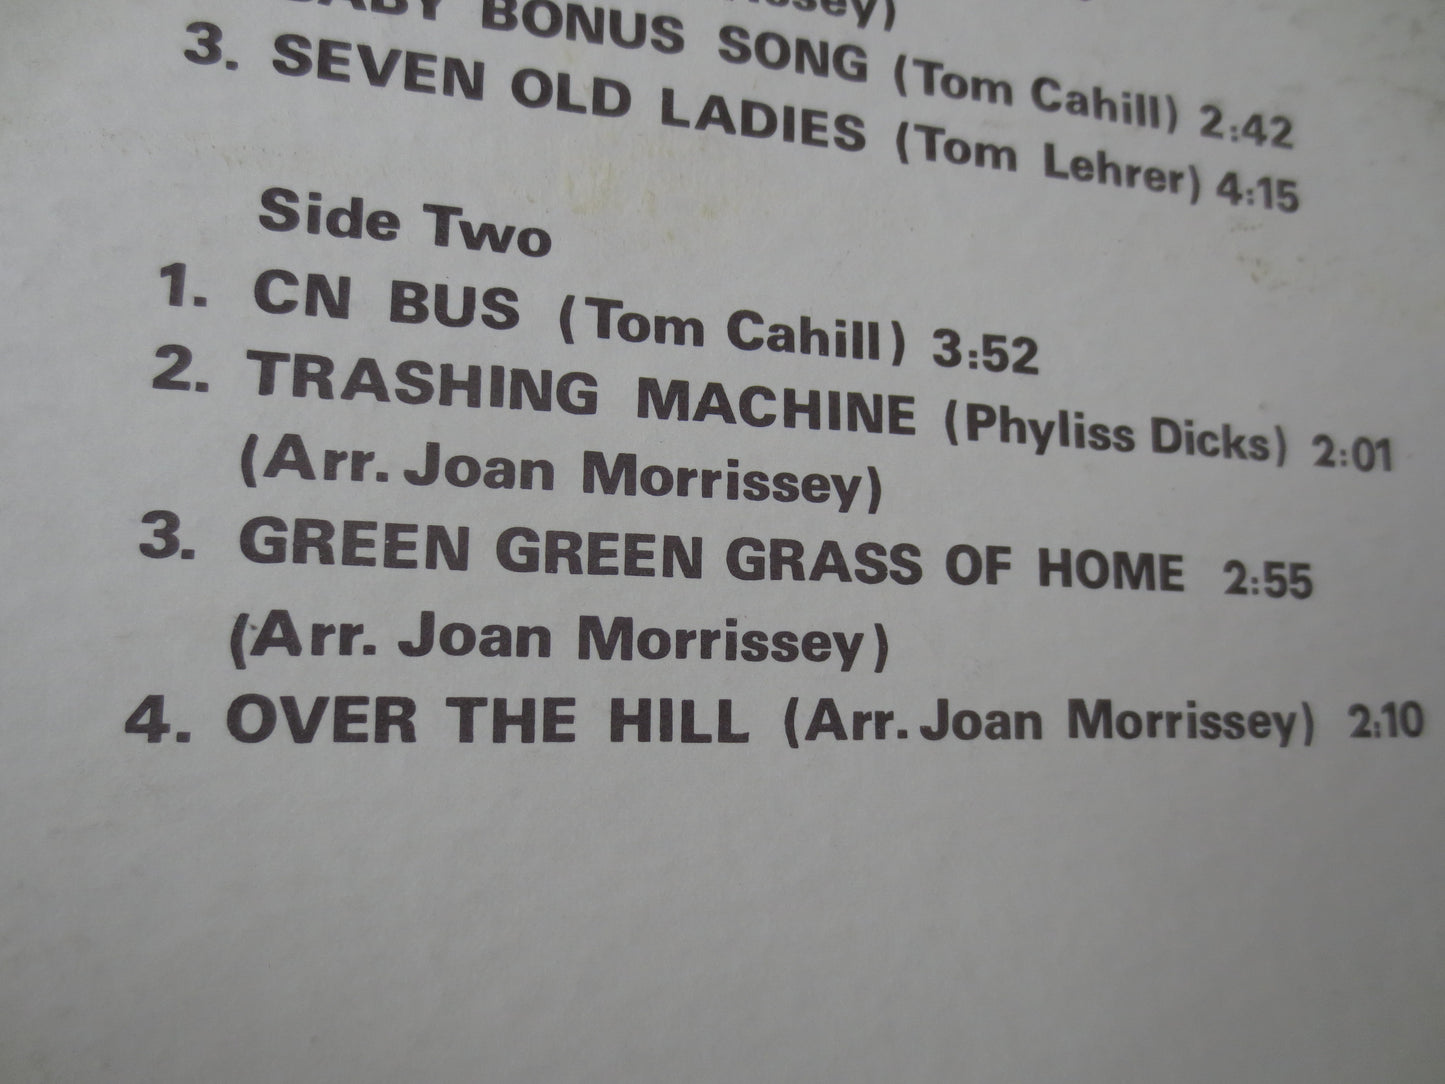 BABY BONUS SONG (Tom Cahill) 2:42
3. SEVEN OLD LADIES (Tom Lehrer) 4:15
Side Two
1. CN BUS (Tom Cahill) 3:52
2. TRASHING MACHINE (Phyliss Dicks) 2:01
(Arr. Joan Morrissey)
3. GREEN GREEN GRASS OF HOME 2:55
(Arr. Joan Morrissey)
4. OVER THE HILL (Arr. Joan Morrissey) 2:10